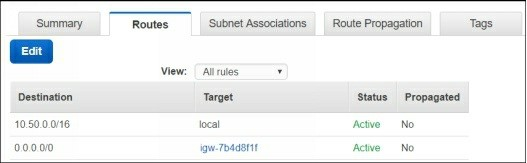 Summary Routes Subnet Associations Route Propagation Tags
Edit
View: All rules
Destination Target Status Propagated
10.50.0.0/16 local Active No
0.0.0.0/0 igw-7b4d8f1f Active No